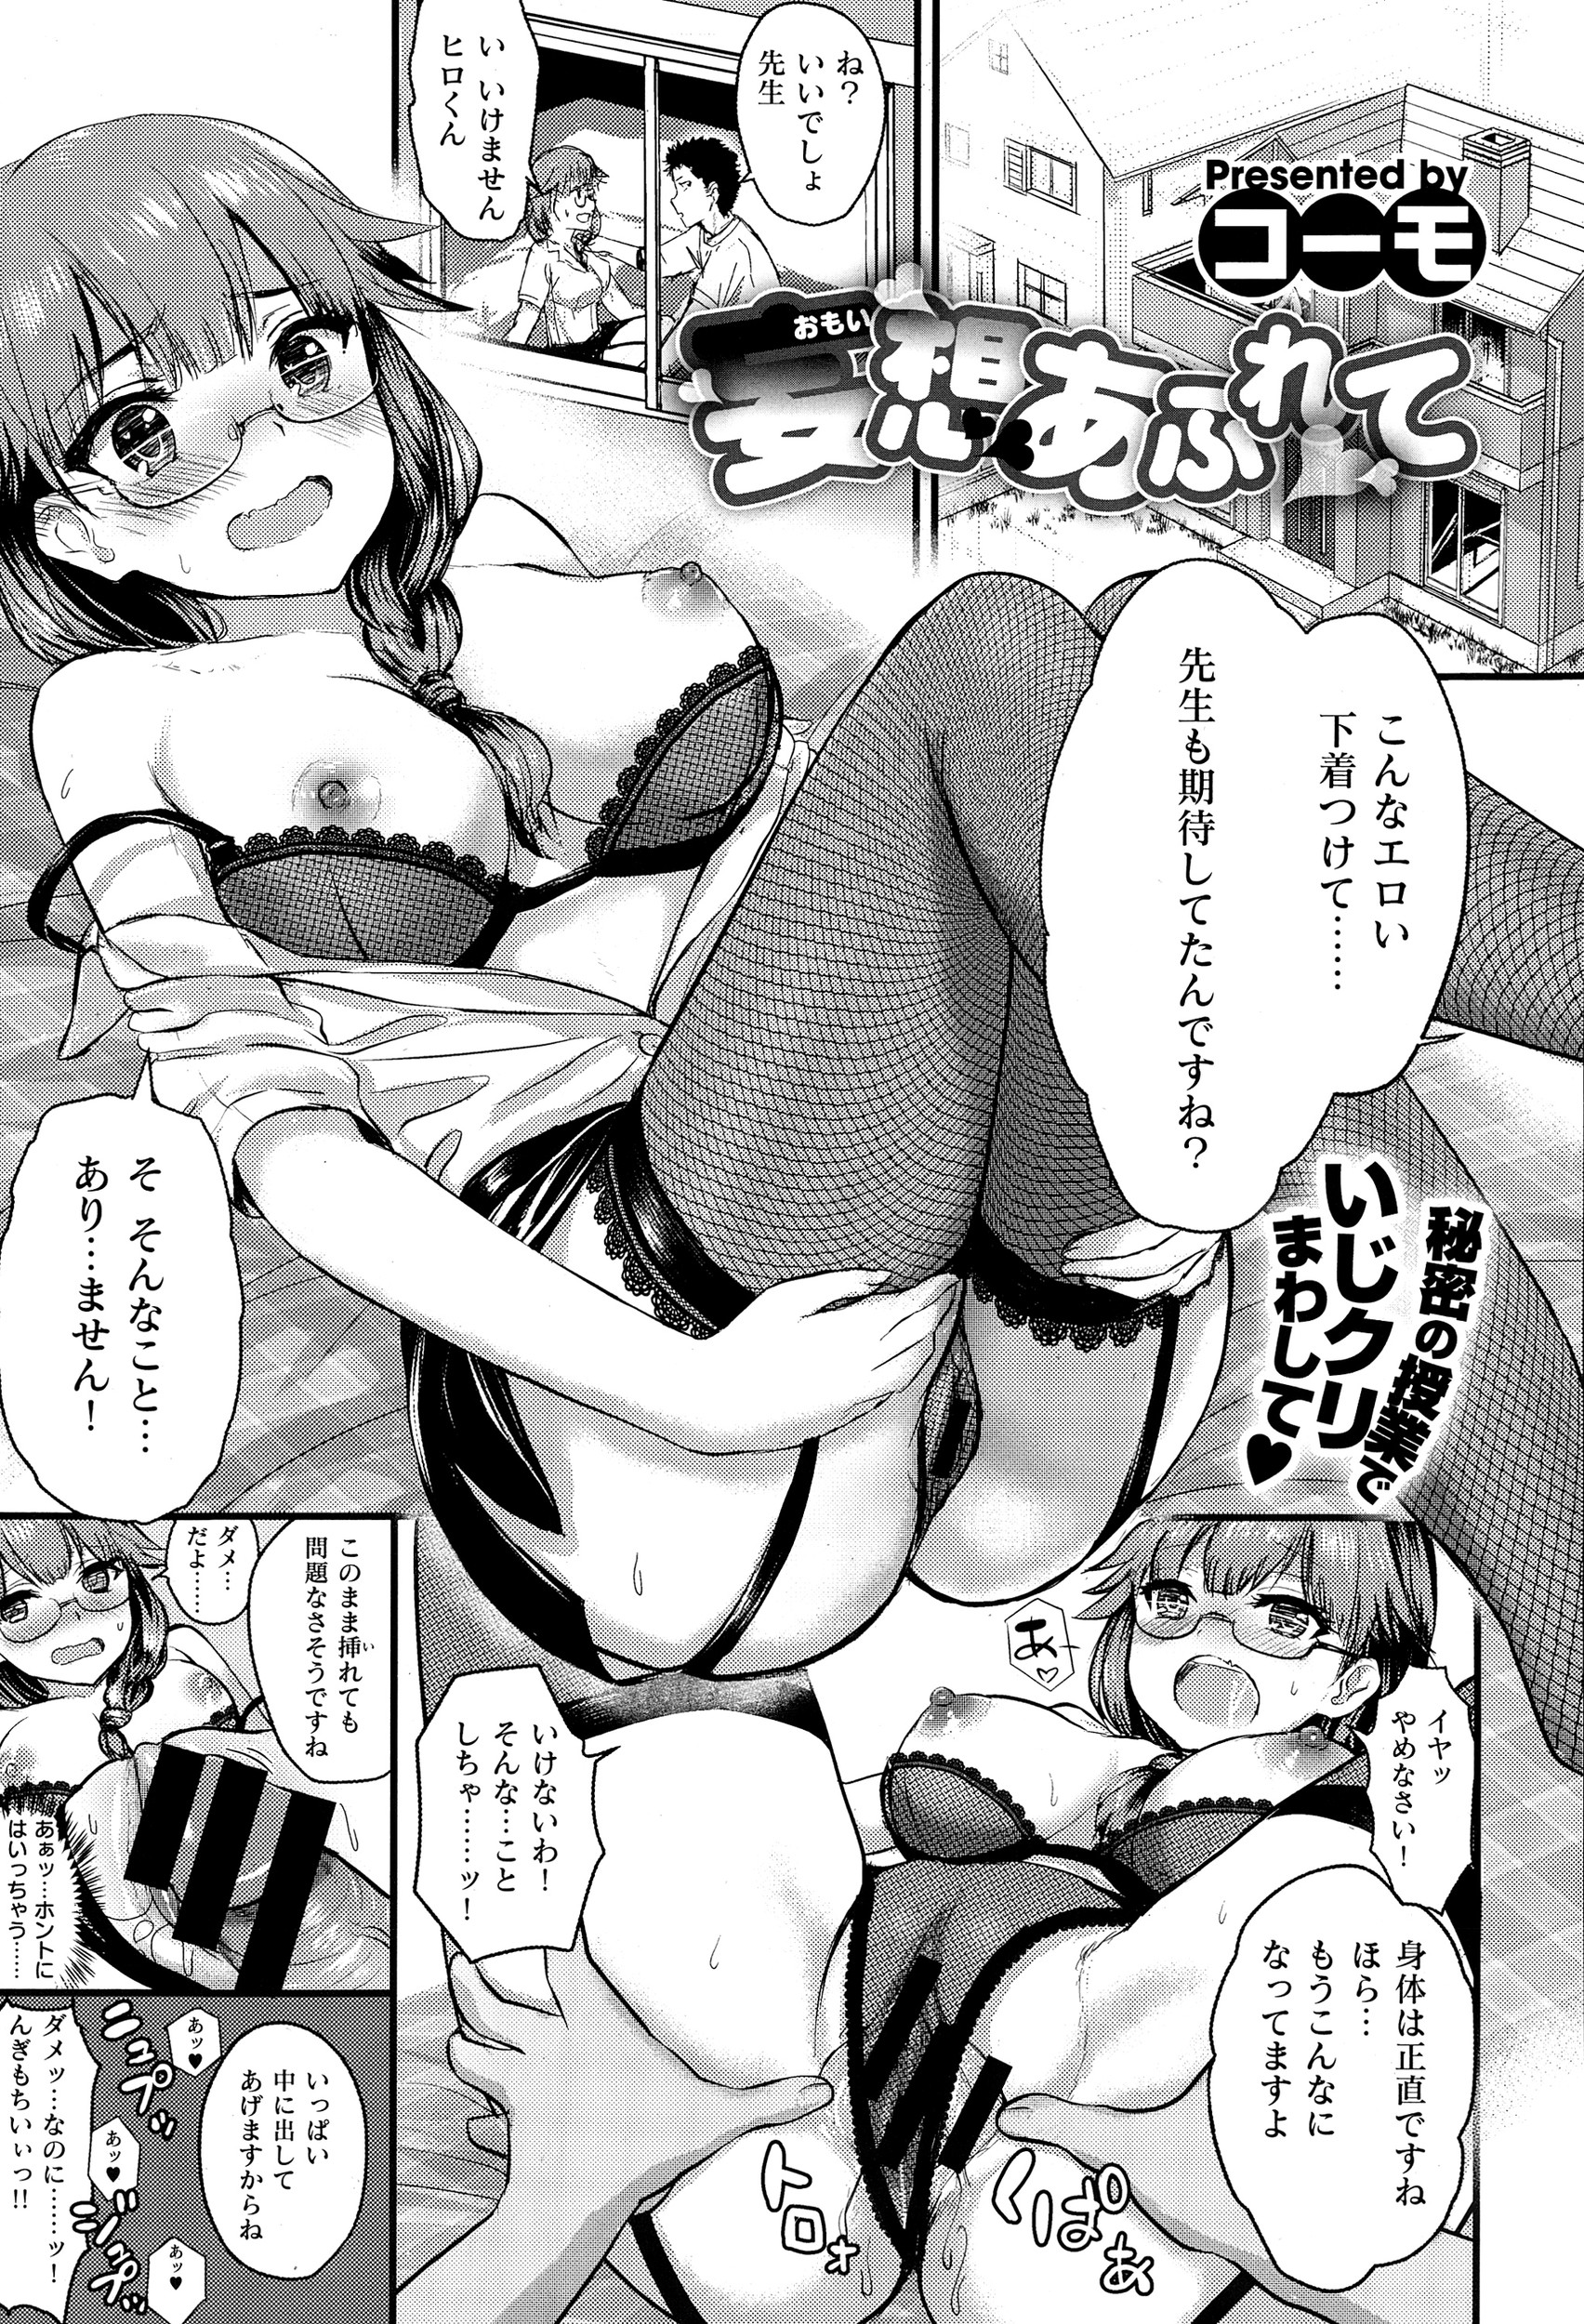 Presented by
コーモ
おもい
妄想あふれて
ね?
いいでしょ
先生
い いけません
ヒロくん
こんなエロい
下着つけて……
先生も期待してたんですね?
秘密の授業で
いじクリ
まわして♥
そ そんなこと…
あり…ません!
イヤッ
やめなさい!
あー♡
身体は正直ですね
ほら…
もうこんなに
なってますよ
いけないわ!
そんな…こと
しちゃ……ッ!
くぱぁ
トロォ
このまま挿れても
い
問題なさそうですね
ダメ…
だよ……
あぁッ…ホントに
はいっちゃう……
いっぱい
中に出して
あげますからね
あッ♥
あッ♥
あッ♥
ニュプッ
ジュプッ
ダメッ…なのに……ッ!
んぎもちいぃっ!!